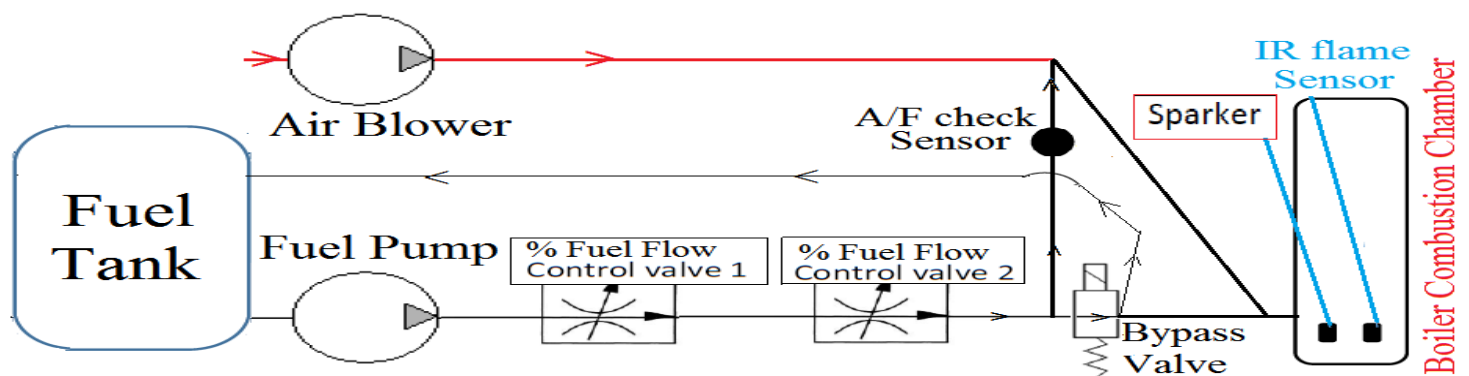 Air Blower
Fuel
Tank
Fuel Pump
% Fuel Flow
Control valve 1
% Fuel Flow
Control valve 2
A/F check
Sensor
Bypass
Valve
Sparker
IR flame
Sensor
Boiler Combustion Chamber